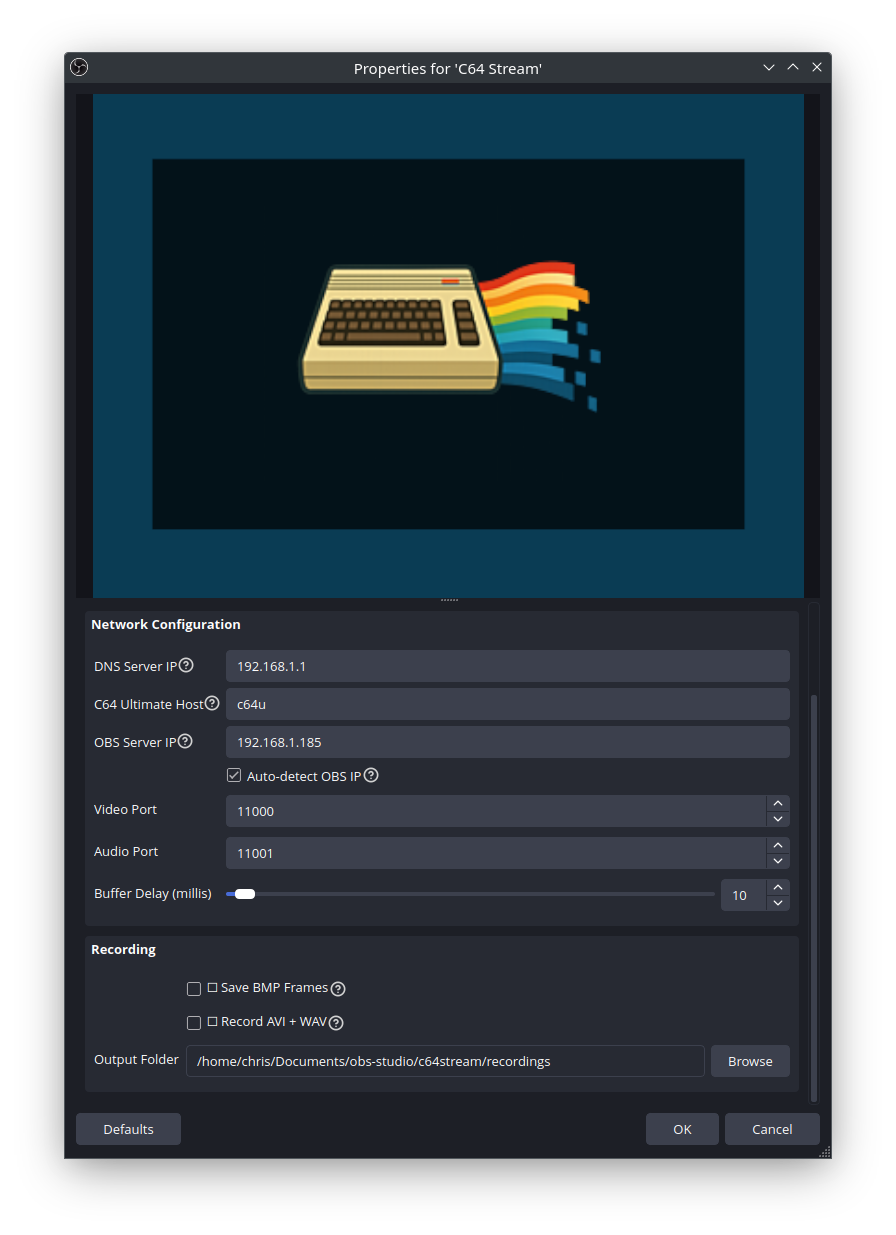 Properties for 'C64 Stream'
Network Configuration
DNS Server IP 192.168.1.1
C64 Ultimate Host c64u
OBS Server IP 192.168.1.185
Auto-detect OBS IP
Video Port 11000
Audio Port 11001
Buffer Delay (millis) 10
Recording
Save BMP Frames
Record AVI + WAV
Output Folder /home/chris/Documents/obs-studio/c64stream/recordings Browse
Defaults OK Cancel